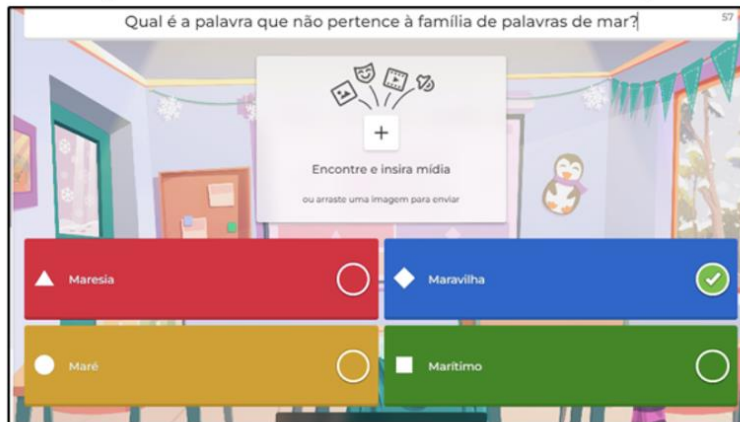 Qual é a palavra que não pertence à família de palavras de mar?
57
Encontre e insira mídia
ou arraste uma imagem para enviar
Maresia
Maravilha
Maré
Marítimo